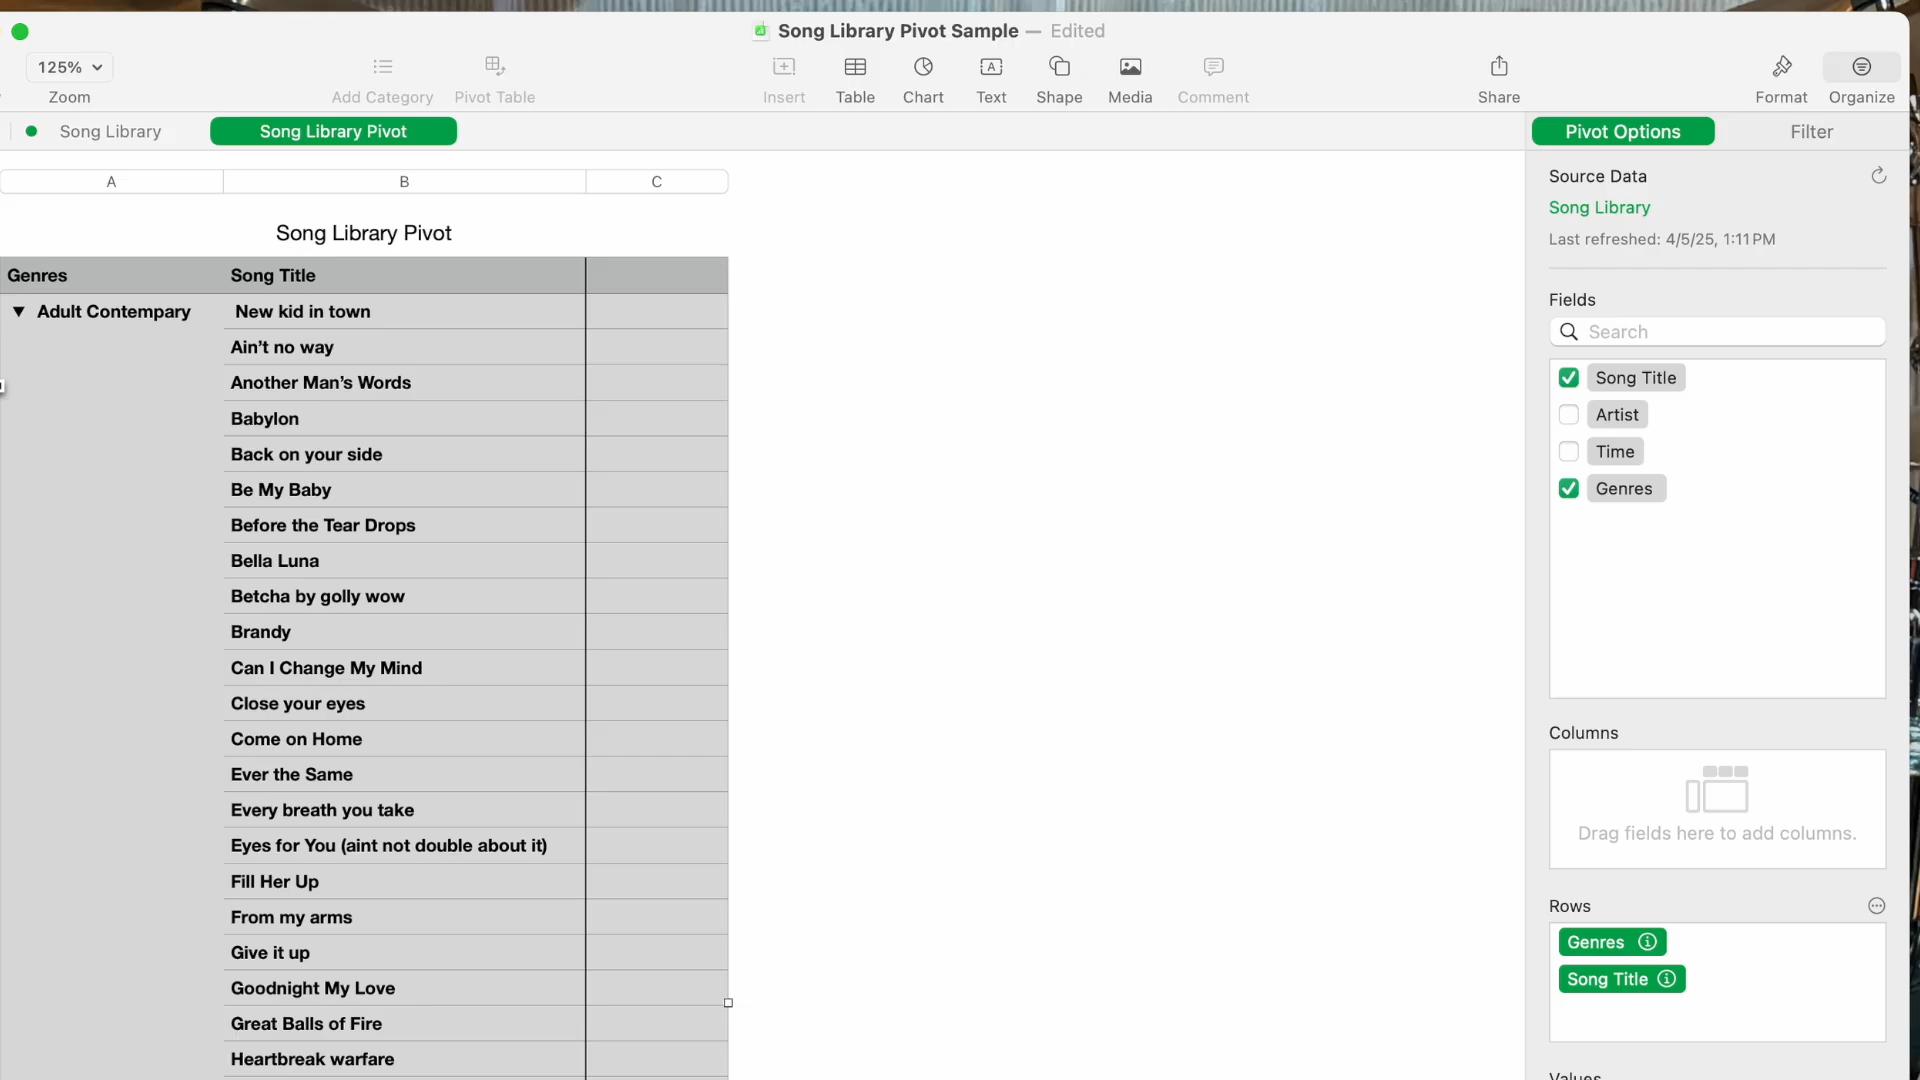 Song Library Pivot Sample — Edited
125%
Zoom
Add Category
Pivot Table
Insert
Table
Chart
Text
Shape
Media
Comment
Share
Format
Organize
Song Library
Song Library Pivot
Pivot Options
Filter
A B C
Song Library Pivot
Genres Song Title
Adult Contempary New kid in town
Ain’t no way
Another Man’s Words
Babylon
Back on your side
Be My Baby
Before the Tear Drops
Bella Luna
Betcha by golly wow
Brandy
Can I Change My Mind
Close your eyes
Come on Home
Ever the Same
Every breath you take
Eyes for You (aint not double about it)
Fill Her Up
From my arms
Give it up
Goodnight My Love
Great Balls of Fire
Heartbreak warfare
Source Data
Song Library
Last refreshed: 4/5/25, 1:11 PM
Fields
Search
Song Title
Artist
Time
Genres
Columns
Drag fields here to add columns.
Rows
Genres
Song Title
Values